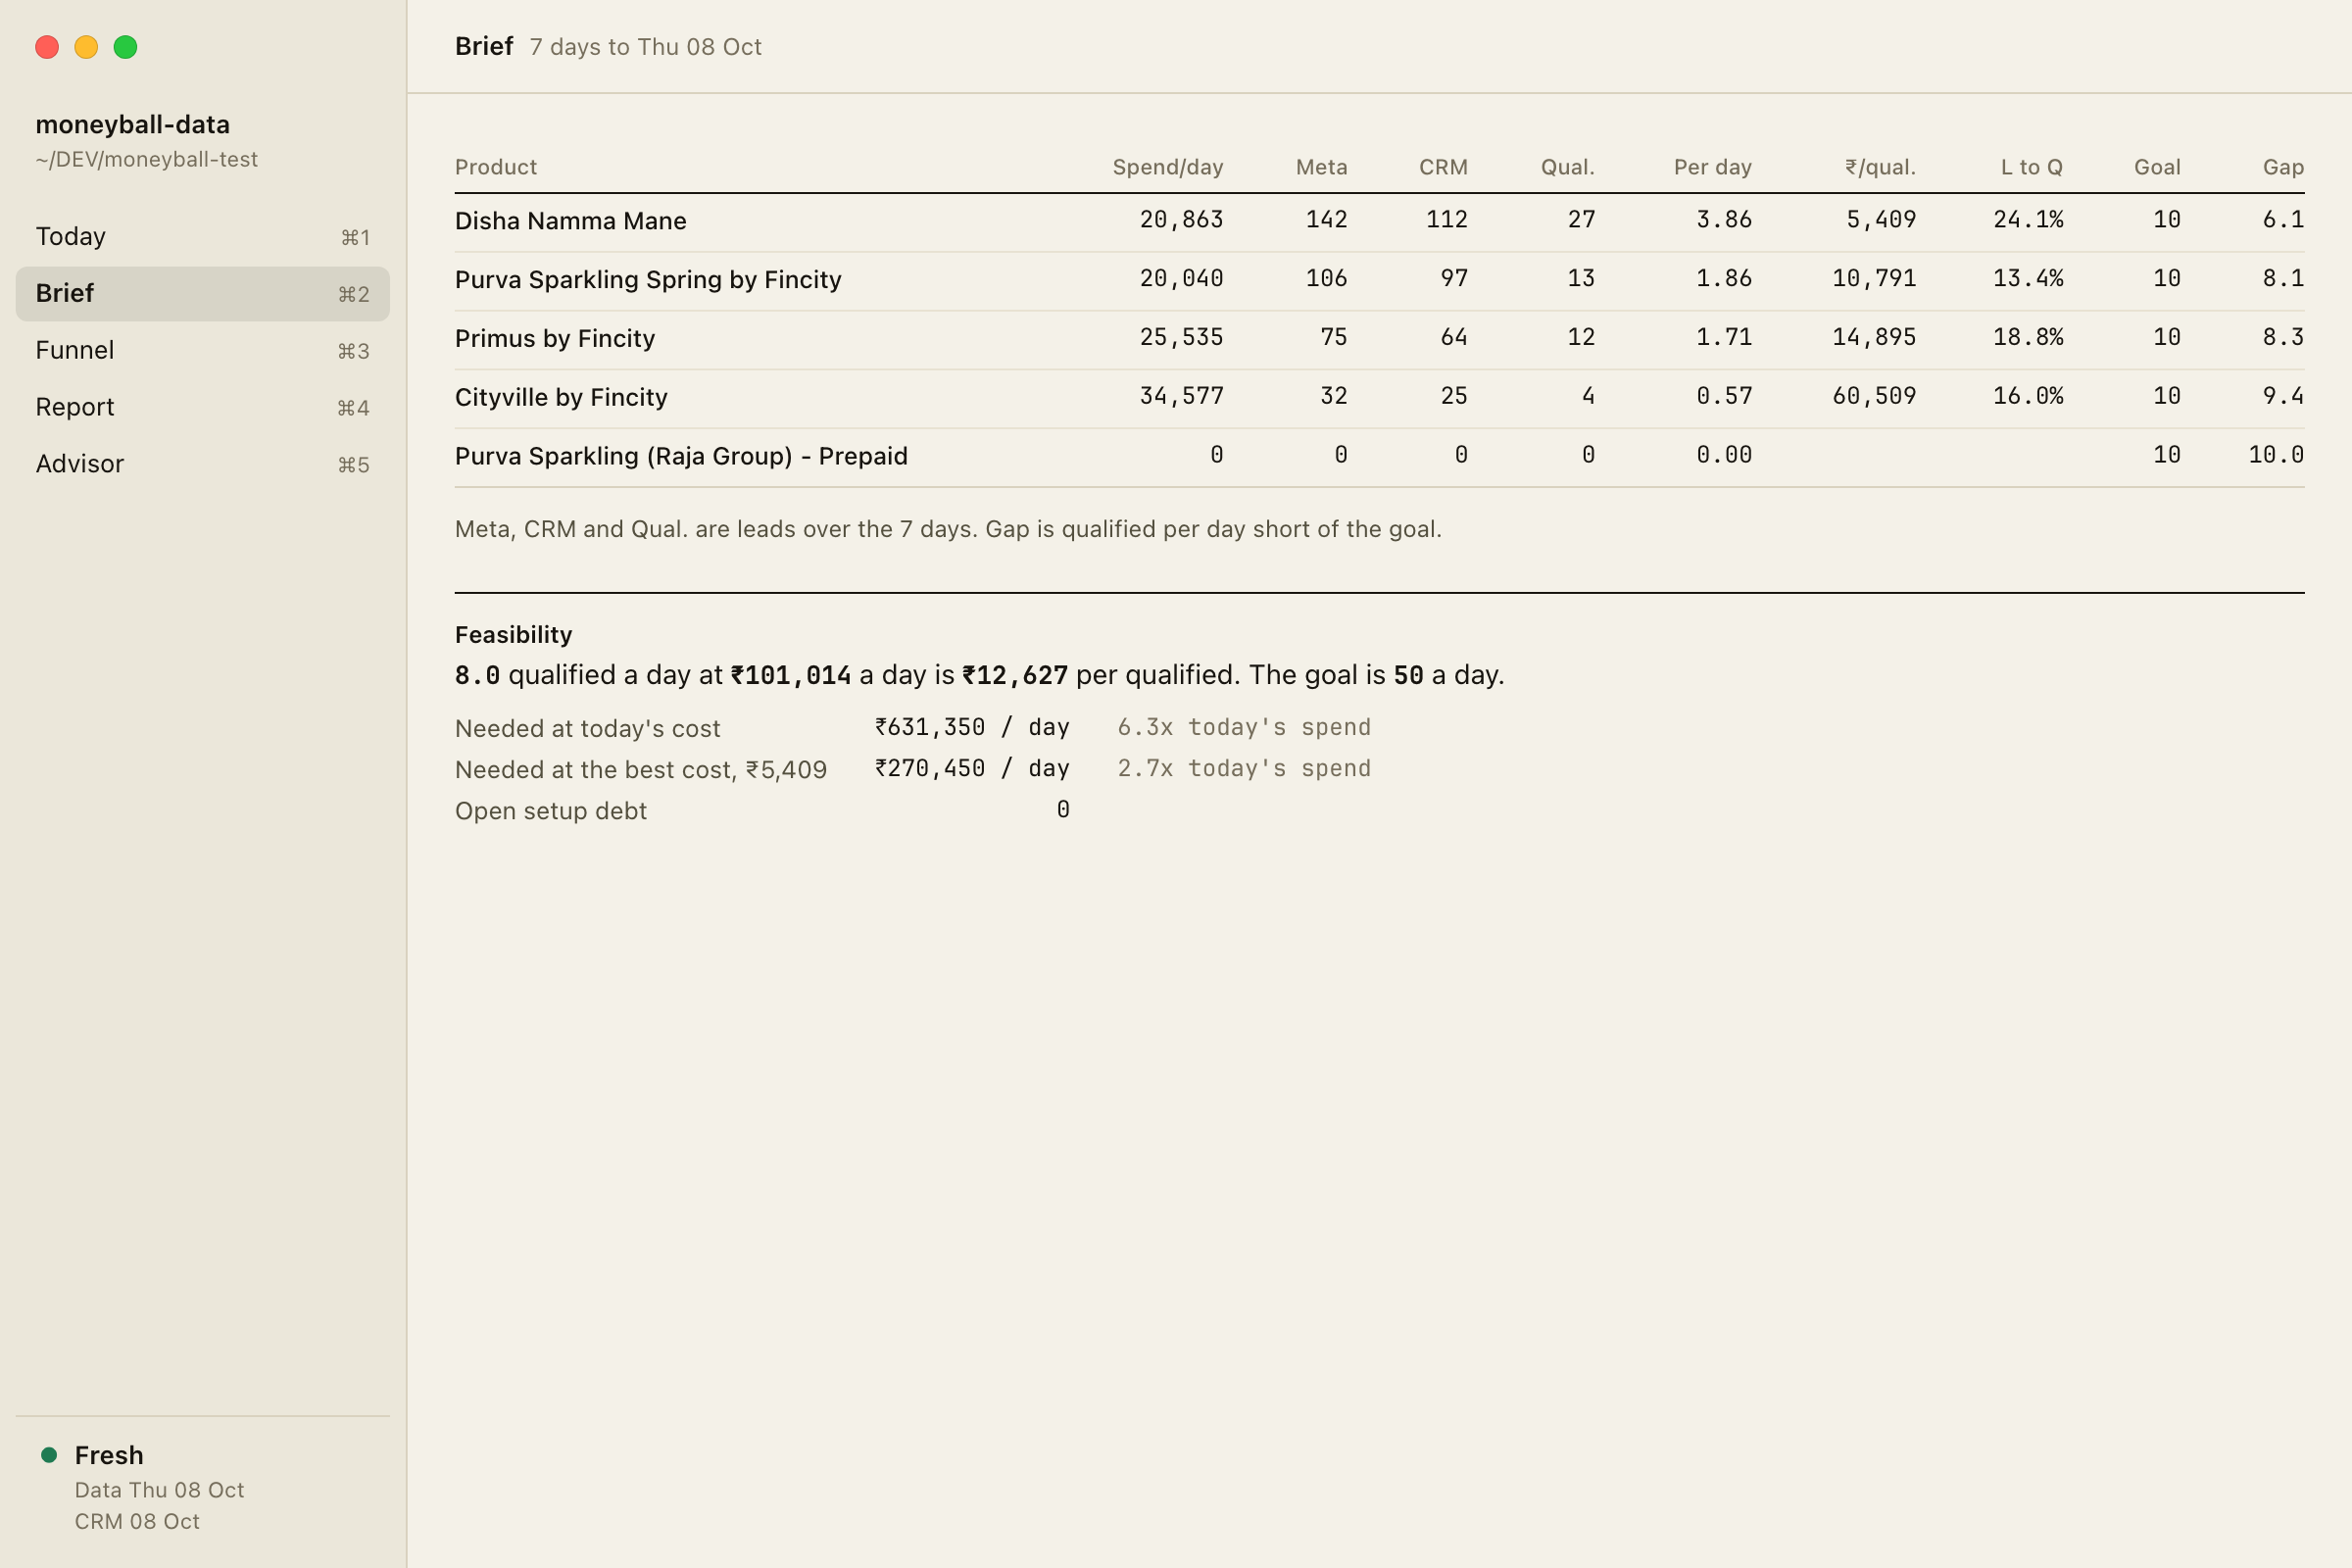 moneyball-data
~/DEV/moneyball-test
Today ⌘1
Brief ⌘2
Funnel ⌘3
Report ⌘4
Advisor ⌘5
Fresh
Data Thu 08 Oct
CRM 08 Oct
Brief 7 days to Thu 08 Oct
Product Spend/day Meta CRM Qual. Per day ₹/qual. L to Q Goal Gap
Disha Namma Mane 20,863 142 112 27 3.86 5,409 24.1% 10 6.1
Purva Sparkling Spring by Fincity 20,040 106 97 13 1.86 10,791 13.4% 10 8.1
Primus by Fincity 25,535 75 64 12 1.71 14,895 18.8% 10 8.3
Cityville by Fincity 34,577 32 25 4 0.57 60,509 16.0% 10 9.4
Purva Sparkling (Raja Group) - Prepaid 0 0 0 0 0.00 10 10.0
Meta, CRM and Qual. are leads over the 7 days. Gap is qualified per day short of the goal.
Feasibility
8.0 qualified a day at ₹101,014 a day is ₹12,627 per qualified. The goal is 50 a day.
Needed at today's cost ₹631,350 / day 6.3x today's spend
Needed at the best cost, ₹5,409 ₹270,450 / day 2.7x today's spend
Open setup debt 0